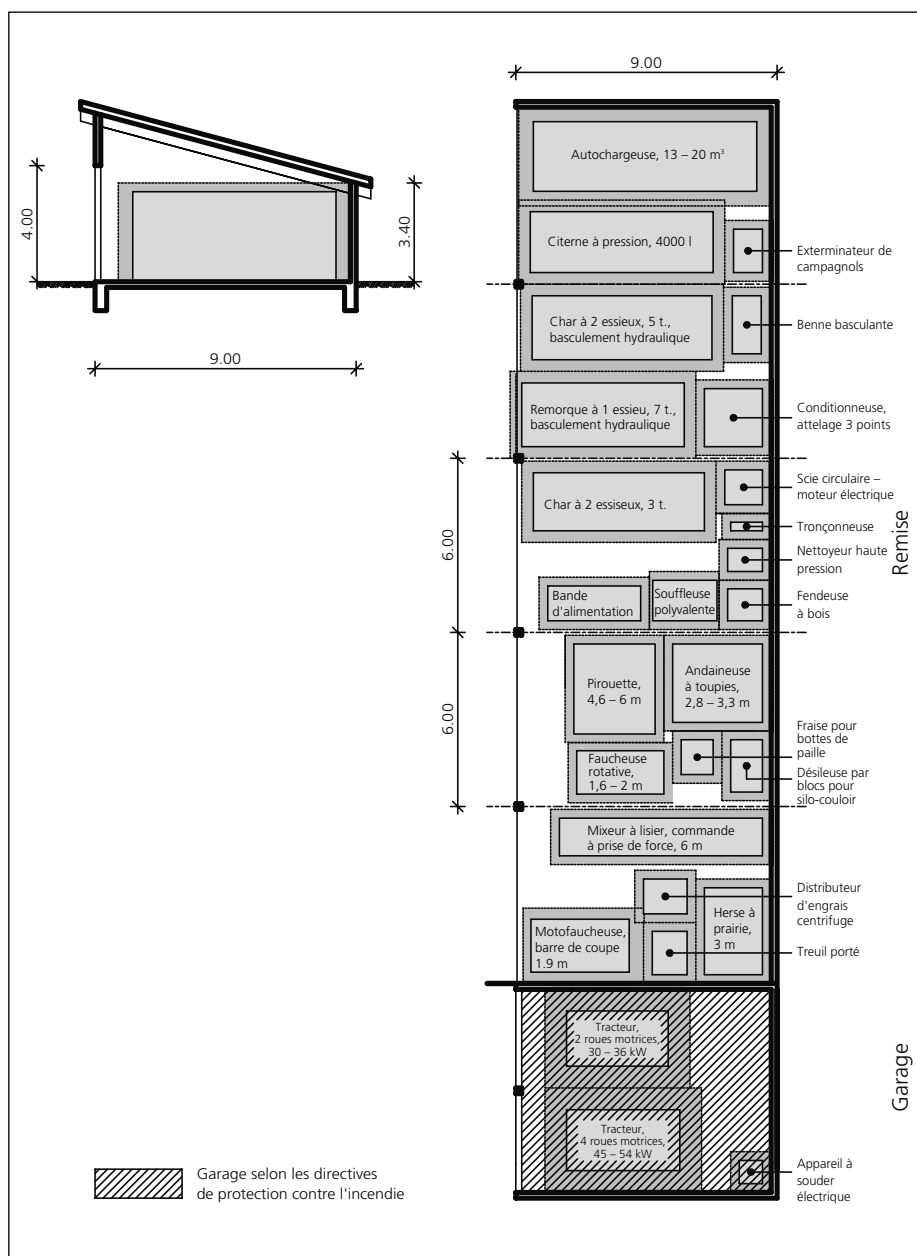 9.00
4.00
3.40
9.00
Autochargeuse, 13 – 20 m³
Citerne à pression, 4000 l
Exterminateur de
campagnols
Char à 2 essieux, 5 t.,
basculement hydraulique
Benne basculante
Remorque à 1 essieu, 7 t.,
basculement hydraulique
Conditionneuse,
attelage 3 points
6.00
Char à 2 essiseux, 3 t.
Scie circulaire –
moteur électrique
Tronçonneuse
Nettoyeur haute
pression
Bande
d'alimentation
Souffleuse
polyvalente
Fendeuse
à bois
Remise
6.00
Pirouette,
4,6 – 6 m
Andaineuse
à toupies,
2,8 – 3,3 m
Fraise pour
bottes de
paille
Faucheuse
rotative,
1,6 – 2 m
Désileuse par
blocs pour
silo-couloir
Mixeur à lisier, commande
à prise de force, 6 m
Distributeur
d'engrais
centrifuge
Herse à
prairie,
3 m
Motofaucheuse,
barre de coupe
1.9 m
Treuil porté
Tracteur,
2 roues motrices,
30 – 36 kW
Garage
Tracteur,
4 roues motrices,
45 – 54 kW
Appareil à
souder
électrique
Garage selon les directives
de protection contre l'incendie